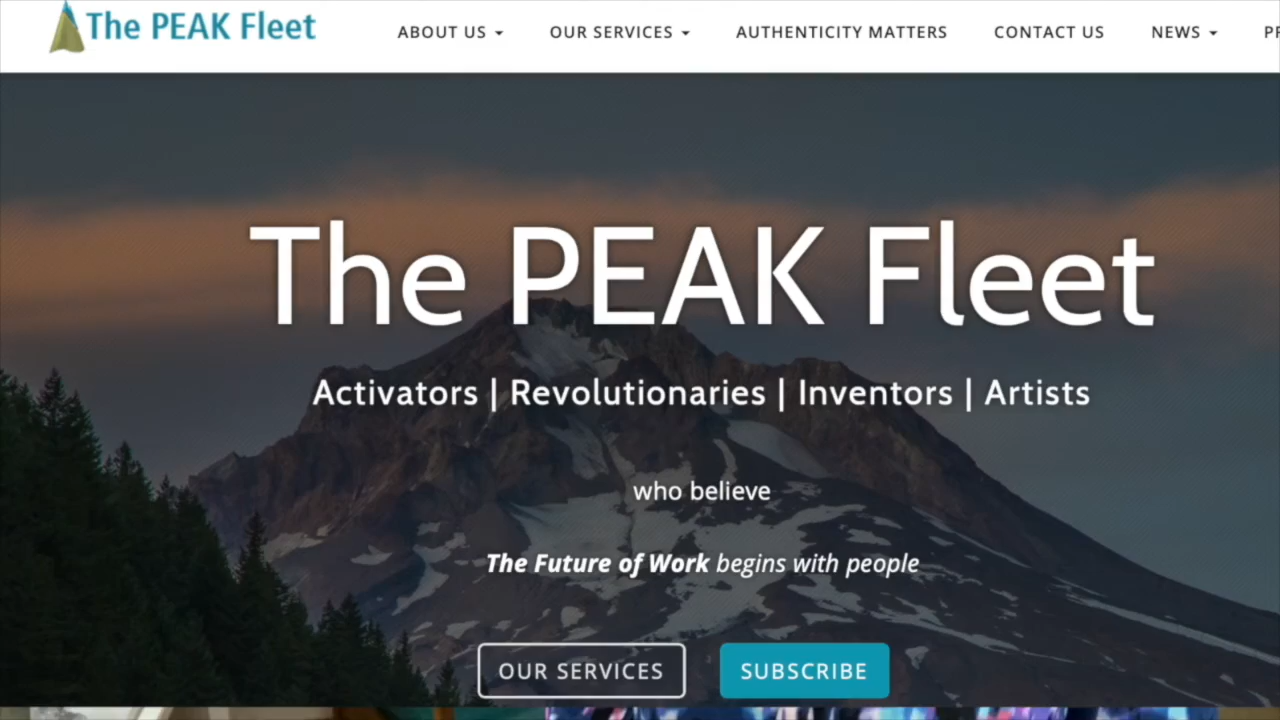 The PEAK Fleet
ABOUT US
OUR SERVICES
AUTHENTICITY MATTERS
CONTACT US
NEWS
The PEAK Fleet
Activators | Revolutionaries | Inventors | Artists
who believe
The Future of Work begins with people
OUR SERVICES
SUBSCRIBE